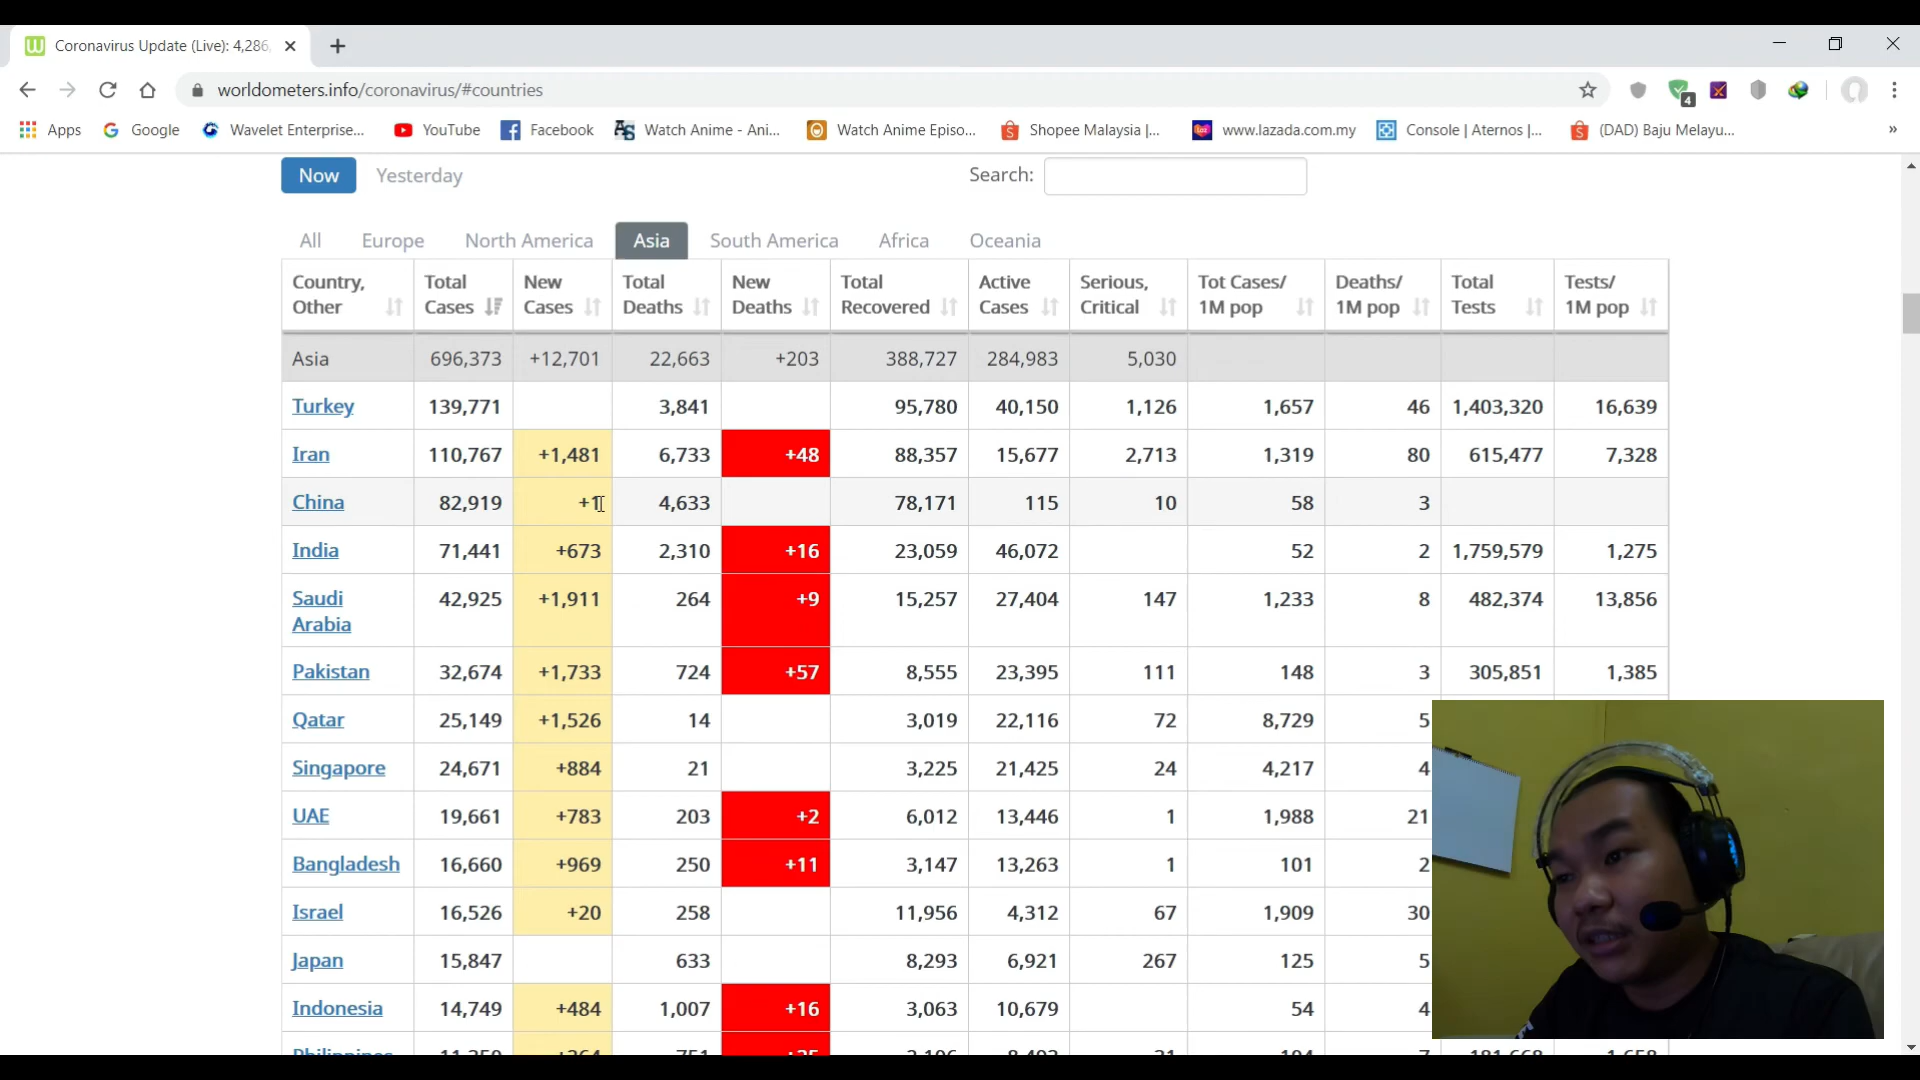 Coronavirus Update (Live): 4,286,
worldometers.info/coronavirus/#countries
4
Apps Google Wavelet Enterprise... YouTube Facebook Watch Anime - Ani... Watch Anime Episo... Shopee Malaysia |... www.lazada.com.my Console | Aternos |... (DAD) Baju Melayu... »
Now Yesterday Search:
All Europe North America Asia South America Africa Oceania
Country, Total New Total New Total Active Serious, Tot Cases/ Deaths/ Total Tests/
Other Cases Cases Deaths Deaths Recovered Cases Critical 1M pop 1M pop Tests 1M pop
Asia 696,373 +12,701 22,663 +203 388,727 284,983 5,030
Turkey 139,771 3,841 95,780 40,150 1,126 1,657 46 1,403,320 16,639
Iran 110,767 +1,481 6,733 +48 88,357 15,677 2,713 1,319 80 615,477 7,328
China 82,919 +1 4,633 78,171 115 10 58 3
India 71,441 +673 2,310 +16 23,059 46,072 52 2 1,759,579 1,275
Saudi 42,925 +1,911 264 +9 15,257 27,404 147 1,233 8 482,374 13,856
Arabia
Pakistan 32,674 +1,733 724 +57 8,555 23,395 111 148 3 305,851 1,385
Qatar 25,149 +1,526 14 3,019 22,116 72 8,729 5
Singapore 24,671 +884 21 3,225 21,425 24 4,217 4
UAE 19,661 +783 203 +2 6,012 13,446 1 1,988 21
Bangladesh 16,660 +969 250 +11 3,147 13,263 1 101 2
Israel 16,526 +20 258 11,956 4,312 67 1,909 30
Japan 15,847 633 8,293 6,921 267 125 5
Indonesia 14,749 +484 1,007 +16 3,063 10,679 54 4
Philippines